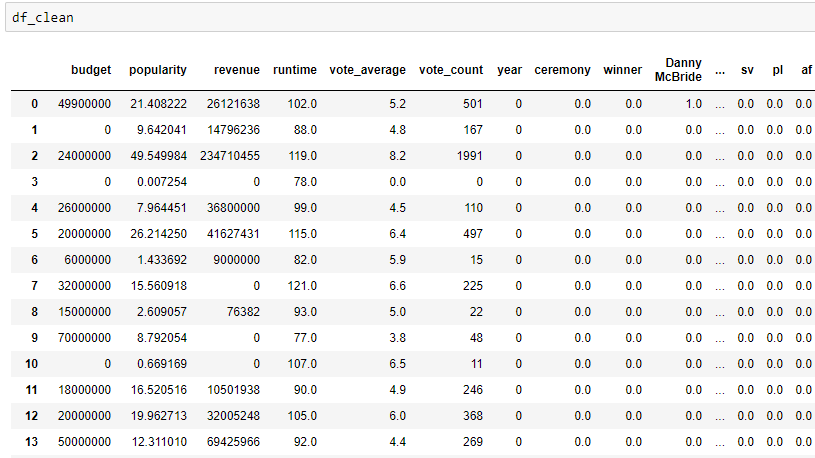 df_clean
budget popularity revenue runtime vote_average vote_count year ceremony winner Danny McBride ... sv pl af
0 49900000 21.408222 26121638 102.0 5.2 501 0 0.0 0.0 1.0 ... 0.0 0.0 0.0
1 0 9.642041 14796236 88.0 4.8 167 0 0.0 0.0 0.0 ... 0.0 0.0 0.0
2 24000000 49.549984 234710455 119.0 8.2 1991 0 0.0 0.0 0.0 ... 0.0 0.0 0.0
3 0 0.007254 0 78.0 0.0 0 0 0.0 0.0 0.0 ... 0.0 0.0 0.0
4 26000000 7.964451 36800000 99.0 4.5 110 0 0.0 0.0 0.0 ... 0.0 0.0 0.0
5 20000000 26.214250 41627431 115.0 6.4 497 0 0.0 0.0 0.0 ... 0.0 0.0 0.0
6 6000000 1.433692 9000000 82.0 5.9 15 0 0.0 0.0 0.0 ... 0.0 0.0 0.0
7 32000000 15.560918 0 121.0 6.6 225 0 0.0 0.0 0.0 ... 0.0 0.0 0.0
8 15000000 2.609057 76382 93.0 5.0 22 0 0.0 0.0 0.0 ... 0.0 0.0 0.0
9 70000000 8.792054 0 77.0 3.8 48 0 0.0 0.0 0.0 ... 0.0 0.0 0.0
10 0 0.669169 0 107.0 6.5 11 0 0.0 0.0 0.0 ... 0.0 0.0 0.0
11 18000000 16.520516 10501938 90.0 4.9 246 0 0.0 0.0 0.0 ... 0.0 0.0 0.0
12 20000000 19.962713 32005248 105.0 6.0 368 0 0.0 0.0 0.0 ... 0.0 0.0 0.0
13 50000000 12.311010 69425966 92.0 4.4 269 0 0.0 0.0 0.0 ... 0.0 0.0 0.0